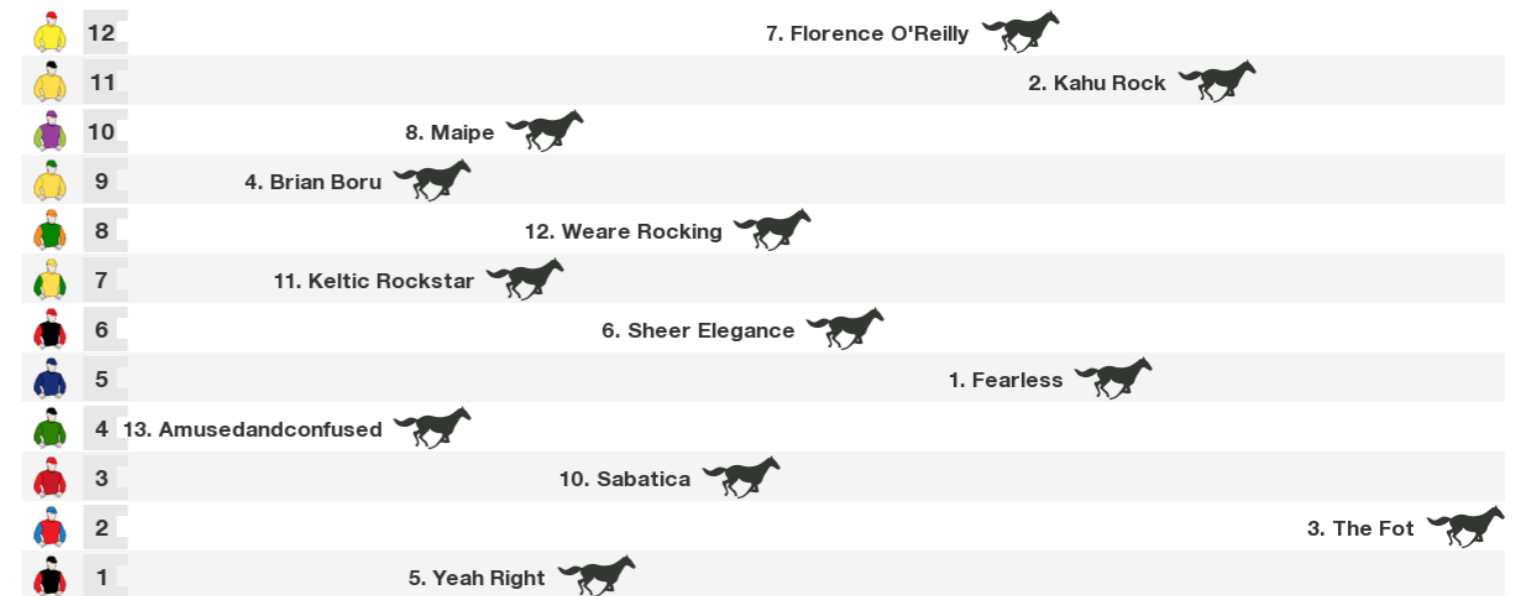 12 7. Florence O'Reilly
11 2. Kahu Rock
10 8. Maipe
9 4. Brian Boru
8 12. Weare Rocking
7 11. Keltic Rockstar
6 6. Sheer Elegance
5 1. Fearless
4 13. Amusedandconfused
3 10. Sabatica
2 3. The Fot
1 5. Yeah Right